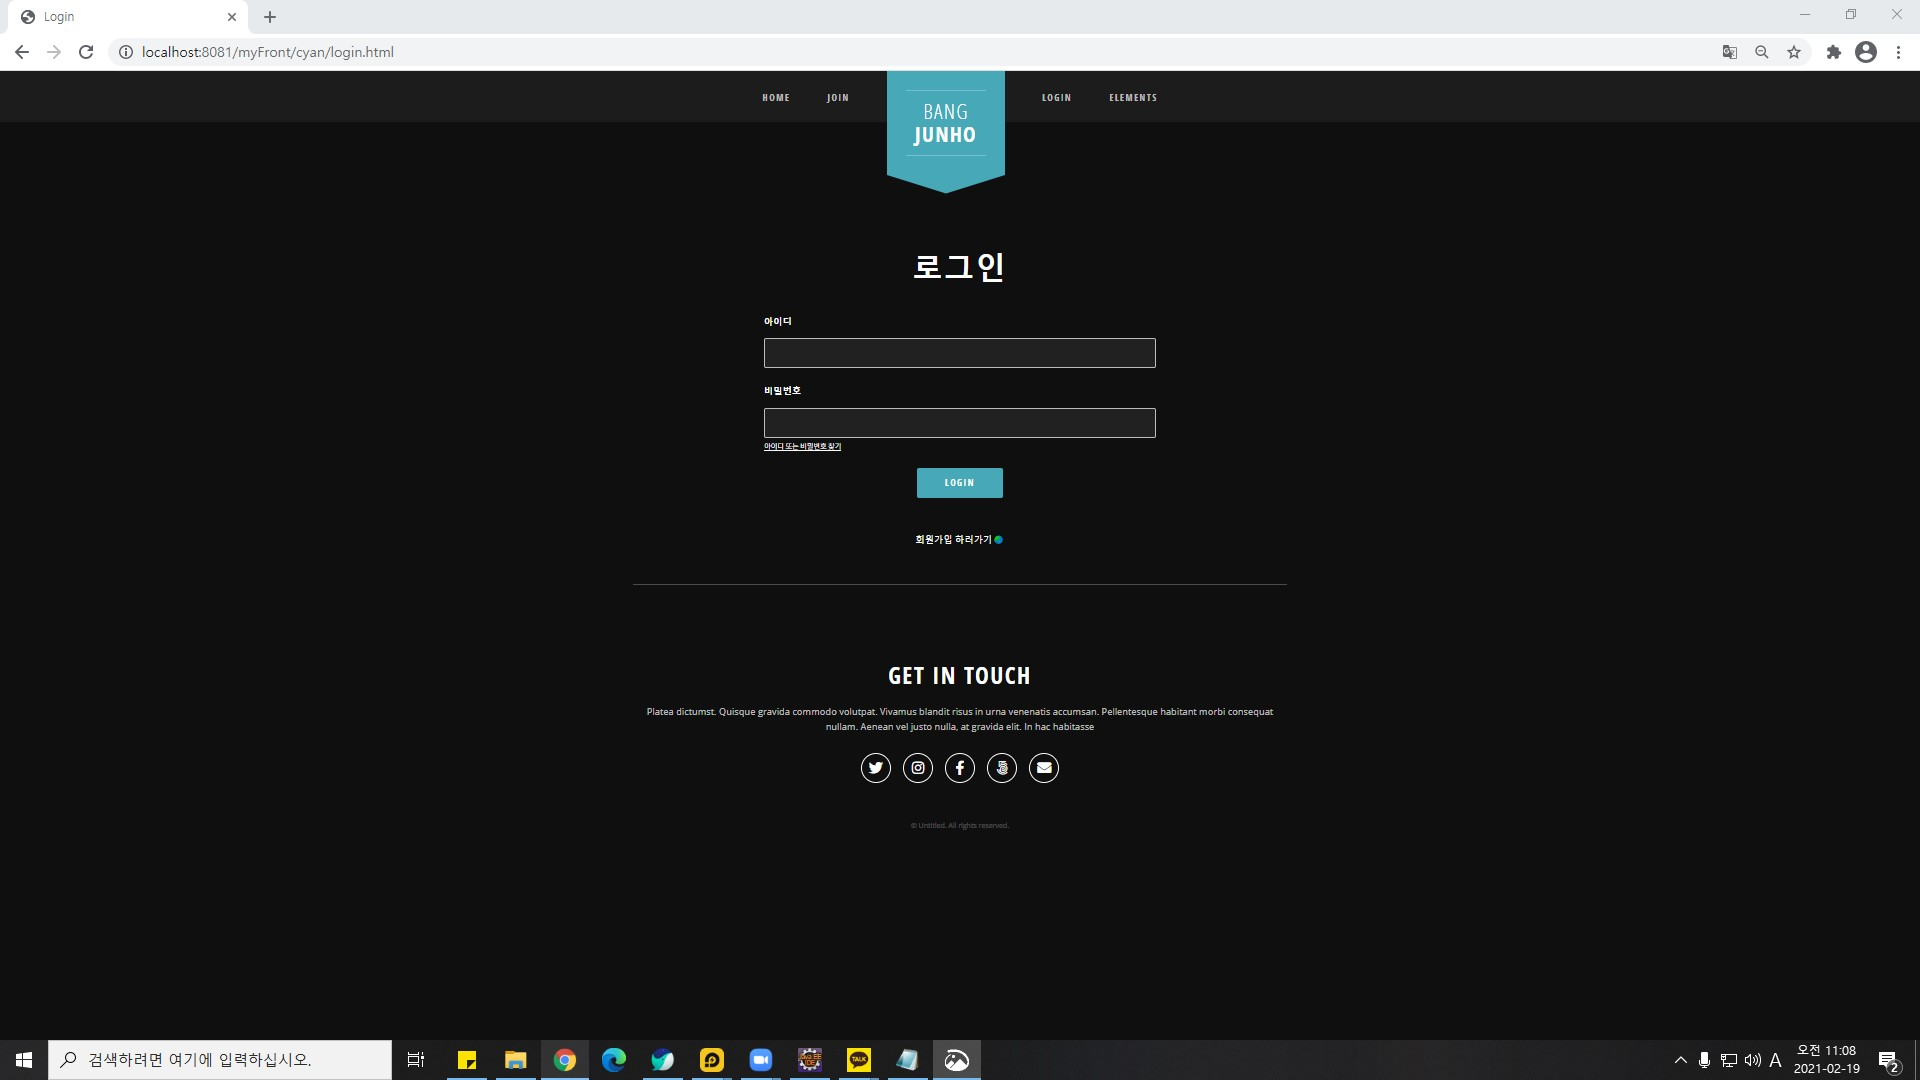 Login
localhost:8081/myFront/cyan/login.html
HOME JOIN LOGIN ELEMENTS
BANG
JUNHO
로그인
아이디
비밀번호
아이디 또는 비밀번호 찾기
LOGIN
회원가입 하러가기
GET IN TOUCH
Platea dictumst. Quisque gravida commodo volutpat. Vivamus blandit risus in urna venenatis accumsan. Pellentesque habitant morbi consequat
nullam. Aenean vel justo nulla, at gravida elit. In hac habitasse
© Untitled. All rights reserved.
검색하려면 여기에 입력하십시오.
TALK
A
오전 11:08
2021-02-19
2